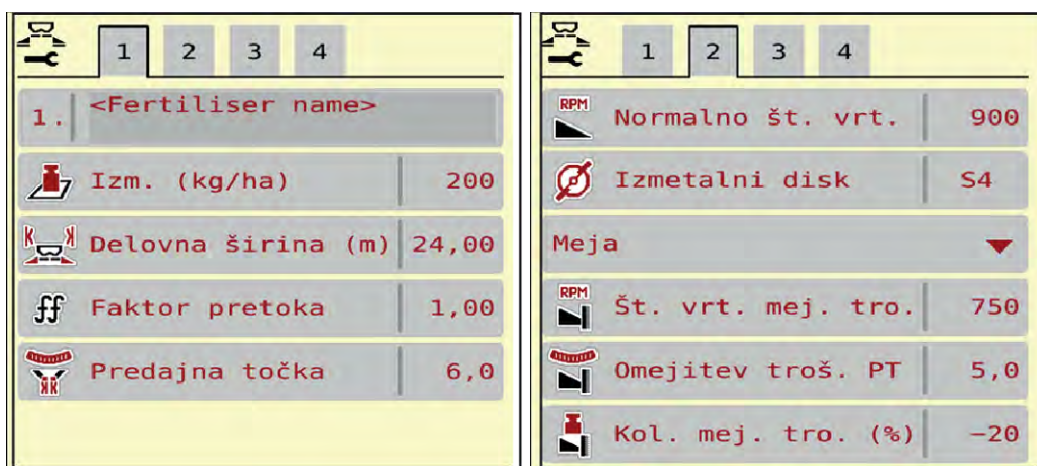 1 2 3 4
1. <Fertiliser name>
Izm. (kg/ha) 200
Delovna širina (m) 24,00
Faktor pretoka 1,00
Predajna točka 6,0
1 2 3 4
RPM Normalno št. vrt. 900
Izmetalni disk S4
Meja
RPM Št. vrt. mej. tro. 750
Omejitev troš. PT 5,0
Kol. mej. tro. (%) -20